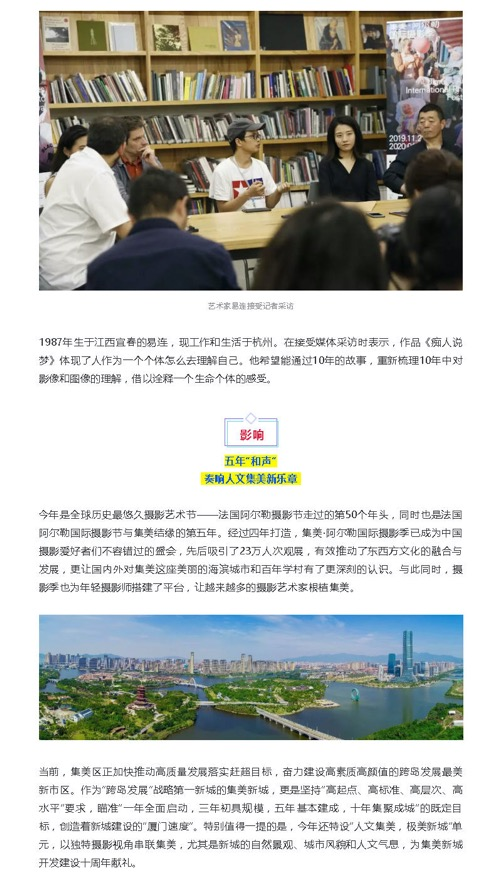 集美·阿尔勒
国际摄影季
Jimei x Arles
International Photo
Festival
2019.11.2
2020
艺术家易连接受记者采访
1987年生于江西宜春的易连，现工作和生活于杭州。在接受媒体采访时表示，作品《痴人说
梦》体现了人作为一个个体怎么去理解自己。他希望能通过10年的故事，重新梳理10年中对
影像和图像的理解，借以诠释一个生命个体的感受。
影响
五年“和声”
奏响人文集美新乐章
今年是全球历史最悠久摄影艺术节——法国阿尔勒摄影节走过的第50个年头，同时也是法国
阿尔勒国际摄影节与集美结缘的第五年。经过四年打造，集美·阿尔勒国际摄影季已成为中国
摄影爱好者们不容错过的盛会，先后吸引了23万人次观展，有效推动了东西方文化的融合与
发展，更让国内外对集美这座美丽的海滨城市和百年学村有了更深刻的认识。与此同时，摄
影季也为年轻摄影师搭建了平台，让越来越多的摄影艺术家根植集美。
当前，集美区正加快推动高质量发展落实赶超目标，奋力建设高素质高颜值的跨岛发展最美
新市区。作为“跨岛发展”战略第一新城的集美新城，更是坚持“高起点、高标准、高层次、高
水平”要求，瞄准“一年全面启动，三年初具规模，五年基本建成，十年集聚成城”的既定目
标，创造着新城建设的“厦门速度”。特别值得一提的是，今年还特设“人文集美，极美新城”单
元，以独特摄影视角串联集美，尤其是新城的自然景观、城市风貌和人文气息，为集美新城
开发建设十周年献礼。